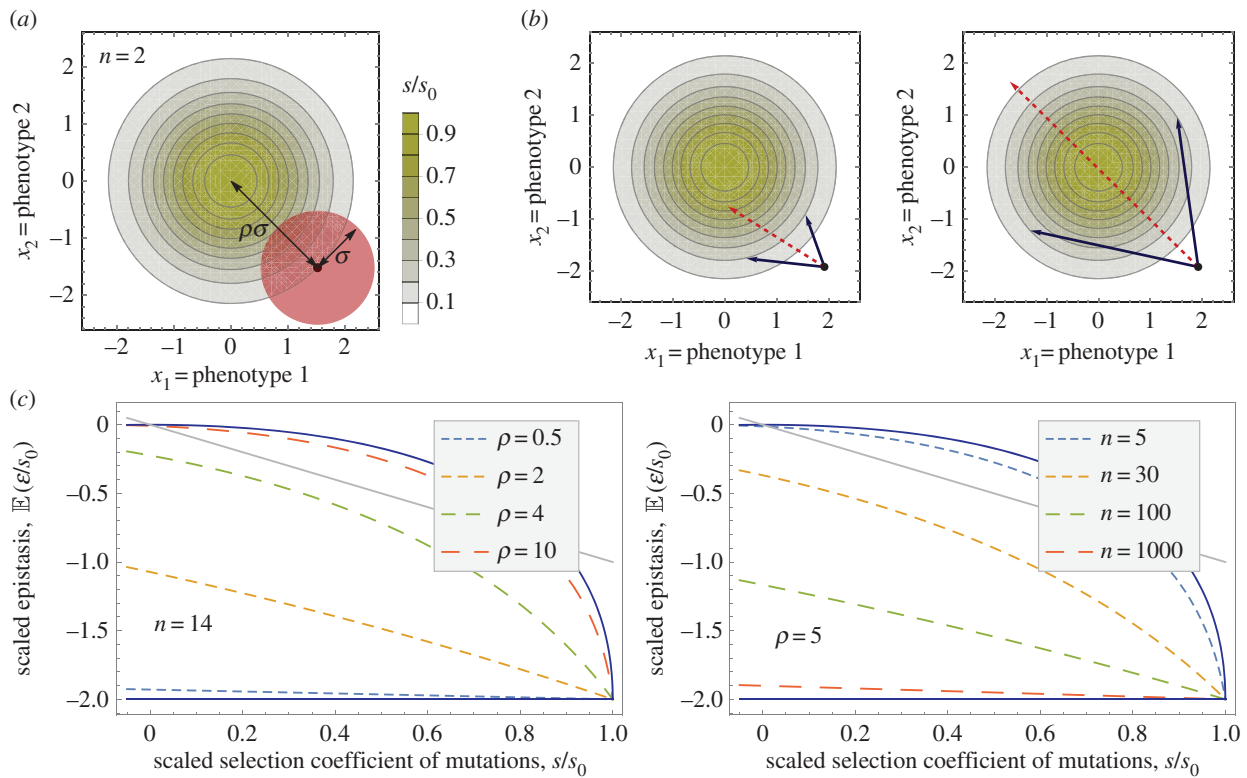 (a)
n = 2
x₂ = phenotype 2
2
1
0
−1
−2
−2 −1 0 1 2
x₁ = phenotype 1
ρσ
σ
s/s₀
0.9
0.7
0.5
0.3
0.1
(b)
x₂ = phenotype 2
2
1
0
−1
−2
−2 −1 0 1 2
x₁ = phenotype 1
x₂ = phenotype 2
2
1
0
−1
−2
−2 −1 0 1 2
x₁ = phenotype 1
(c)
scaled epistasis, 𝔼(ε/s₀)
0
−0.5
−1.0
−1.5
−2.0
ρ = 0.5
ρ = 2
ρ = 4
ρ = 10
n = 14
0 0.2 0.4 0.6 0.8 1.0
scaled selection coefficient of mutations, s/s₀
scaled epistasis, 𝔼(ε/s₀)
0
−0.5
−1.0
−1.5
−2.0
n = 5
n = 30
n = 100
n = 1000
ρ = 5
0 0.2 0.4 0.6 0.8 1.0
scaled selection coefficient of mutations, s/s₀